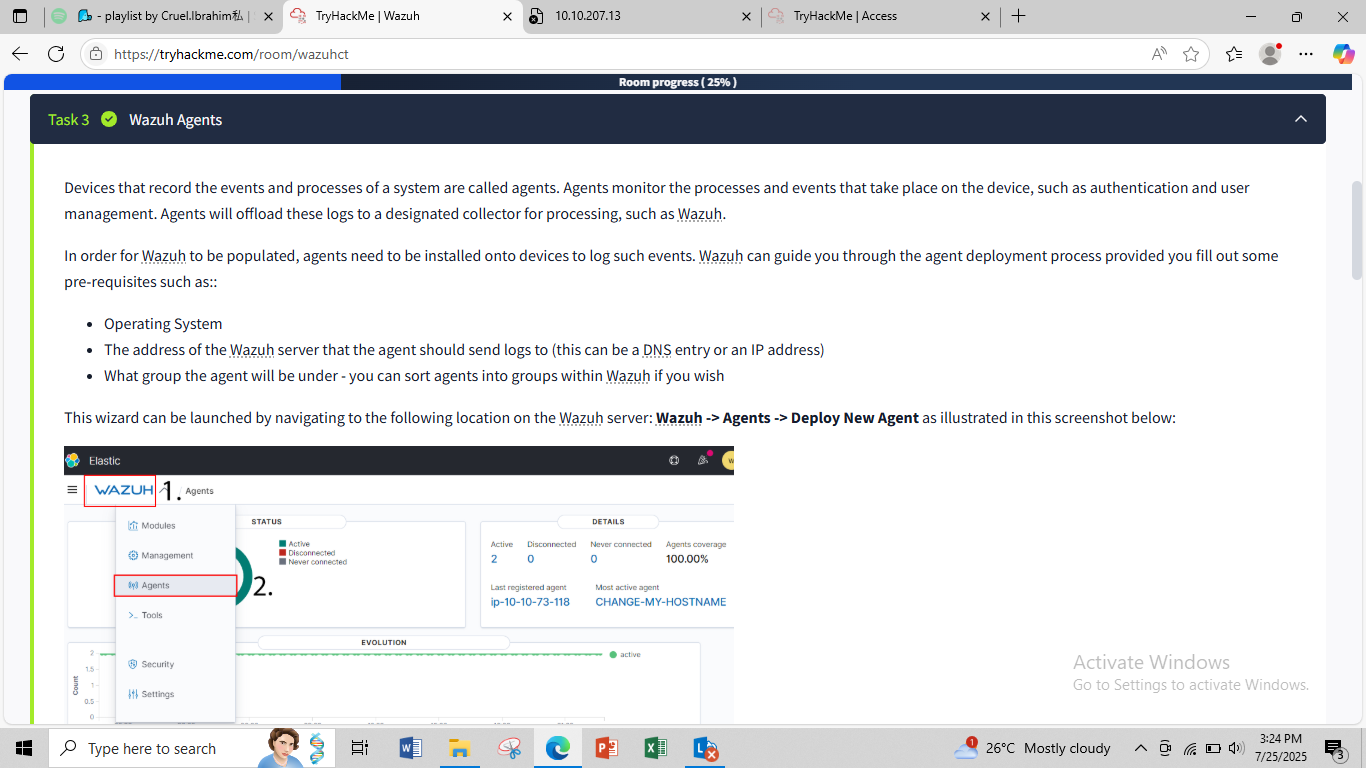 - playlist by Cruel.Ibrahim私 |
TryHackMe | Wazuh
10.10.207.13
TryHackMe | Access
https://tryhackme.com/room/wazuhct
Room progress ( 25% )
Task 3
Wazuh Agents
Devices that record the events and processes of a system are called agents. Agents monitor the processes and events that take place on the device, such as authentication and user
management. Agents will offload these logs to a designated collector for processing, such as Wazuh.
In order for Wazuh to be populated, agents need to be installed onto devices to log such events. Wazuh can guide you through the agent deployment process provided you fill out some
pre-requisites such as::
• Operating System
• The address of the Wazuh server that the agent should send logs to (this can be a DNS entry or an IP address)
• What group the agent will be under - you can sort agents into groups within Wazuh if you wish
This wizard can be launched by navigating to the following location on the Wazuh server: Wazuh -> Agents -> Deploy New Agent as illustrated in this screenshot below:
Elastic
W
WAZUH
1.
Agents
Modules
Management
Agents
2.
Tools
Security
Settings
STATUS
Active
Disconnected
Never connected
DETAILS
Active Disconnected Never connected Agents coverage
2 0 0 100.00%
Last registered agent Most active agent
ip-10-10-73-118 CHANGE-MY-HOSTNAME
EVOLUTION
active
Count
2
1.5
1
0.5
0
Activate Windows
Go to Settings to activate Windows.
Type here to search
1
26°C Mostly cloudy
3:24 PM
7/25/2025
3